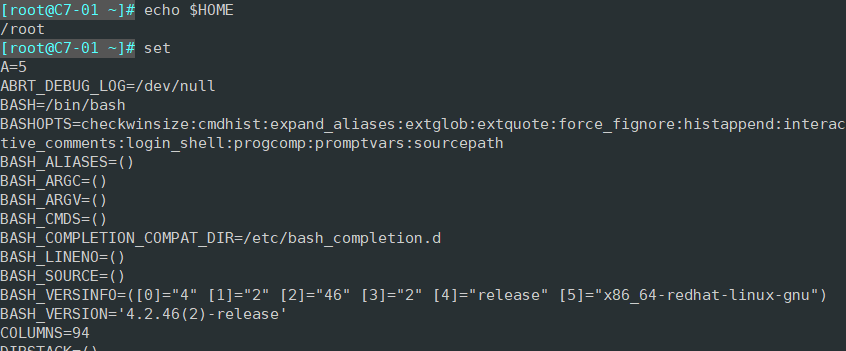 [root@C7-01 ~]# echo $HOME
/root
[root@C7-01 ~]# set
A=5
ABRT_DEBUG_LOG=/dev/null
BASH=/bin/bash
BASHOPTS=checkwinsize:cmdhist:expand_aliases:extglob:extquote:force_fignore:histappend:interac
tive_comments:login_shell:progcomp:promptvars:sourcepath
BASH_ALIASES=()
BASH_ARGC=()
BASH_ARGV=()
BASH_CMDS=()
BASH_COMPLETION_COMPAT_DIR=/etc/bash_completion.d
BASH_LINENO=()
BASH_SOURCE=()
BASH_VERSINFO=([0]="4" [1]="2" [2]="46" [3]="2" [4]="release" [5]="x86_64-redhat-linux-gnu")
BASH_VERSION='4.2.46(2)-release'
COLUMNS=94
DIRSTACK=()